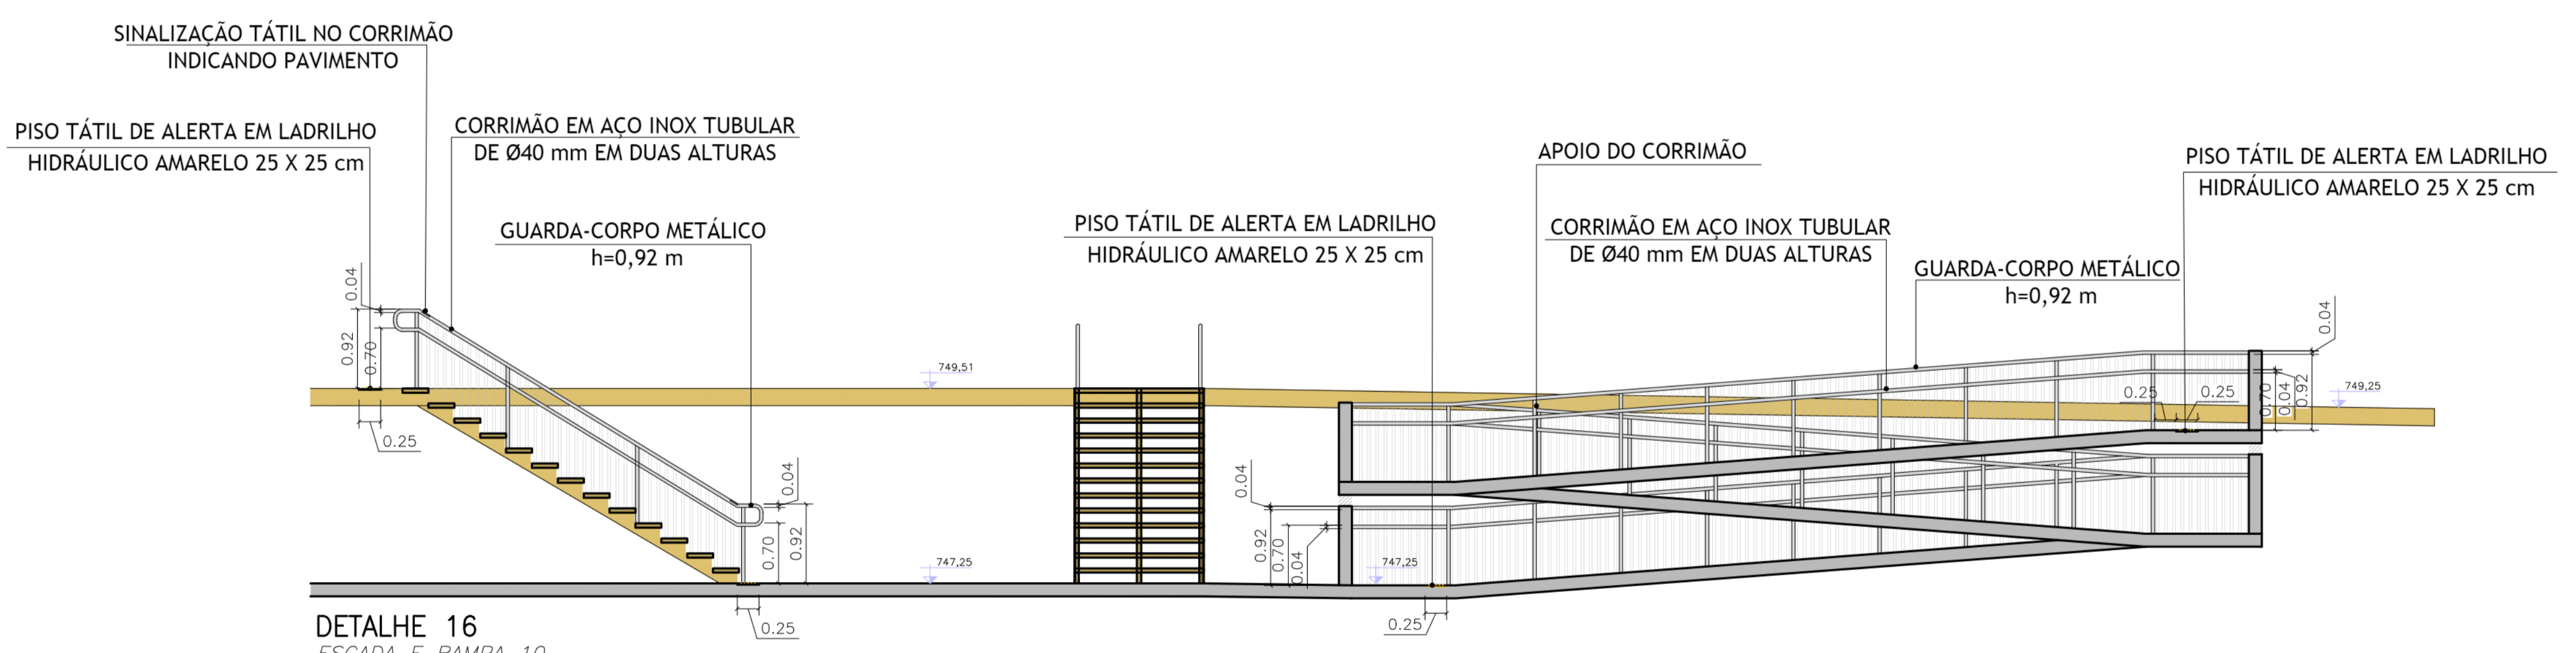 SINALIZAÇÃO TÁTIL NO CORRIMÃO
INDICANDO PAVIMENTO
PISO TÁTIL DE ALERTA EM LADRILHO
HIDRÁULICO AMARELO 25 X 25 cm
CORRIMÃO EM AÇO INOX TUBULAR
DE Ø40 mm EM DUAS ALTURAS
GUARDA-CORPO METÁLICO
h=0,92 m
PISO TÁTIL DE ALERTA EM LADRILHO
HIDRÁULICO AMARELO 25 X 25 cm
APOIO DO CORRIMÃO
CORRIMÃO EM AÇO INOX TUBULAR
DE Ø40 mm EM DUAS ALTURAS
GUARDA-CORPO METÁLICO
h=0,92 m
PISO TÁTIL DE ALERTA EM LADRILHO
HIDRÁULICO AMARELO 25 X 25 cm
0.04
0.92
0.70
0.25
0.04
0.70
0.92
0.25
749,51
747,25
0.04
0.92
0.70
0.04
747,25
0.25
0.04
0.25
0.25
0.70
0.04
0.92
749,25
DETALHE 16
ESCADA E RAMPA 10